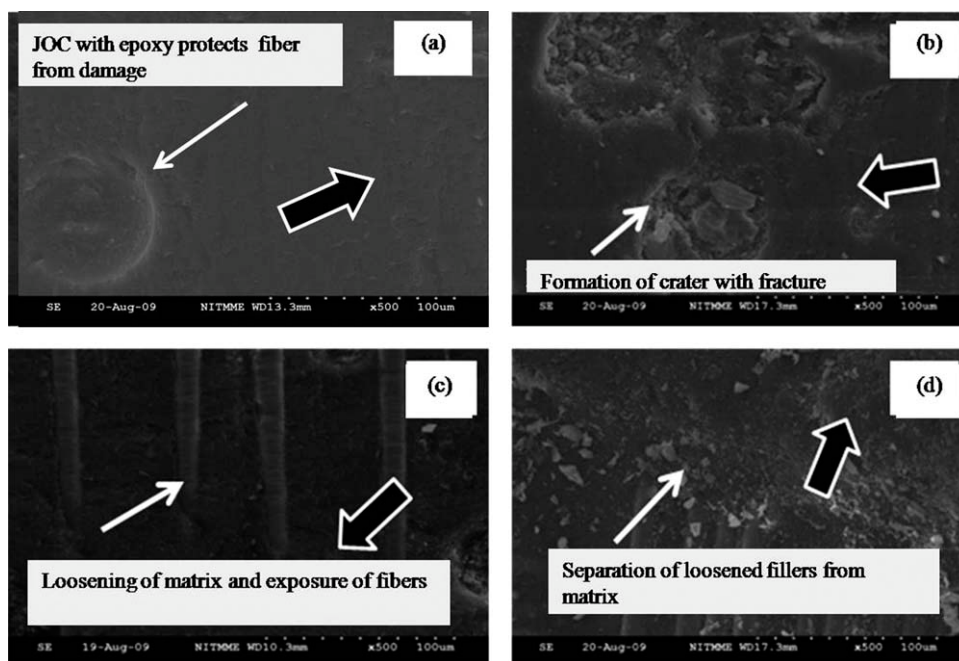 JOC with epoxy protects fiber
from damage
(a)
SE 20-Aug-09 NITMME WD13.3mm x500 100um
(b)
Formation of crater with fracture
SE 20-Aug-09 NITMME WD17.3mm x500 100um
(c)
Loosening of matrix and exposure of fibers
SE 19-Aug-09 NITMME WD10.3mm x500 100um
(d)
Separation of loosened fillers from
matrix
SE 20-Aug-09 NITMME WD17.3mm x500 100um